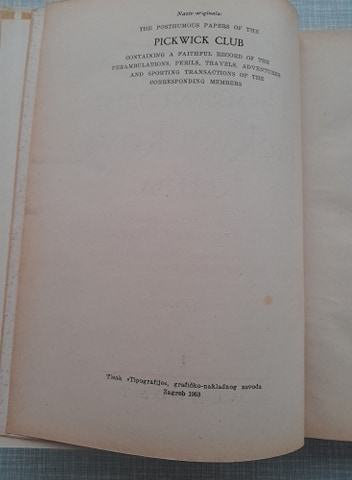 Naslov originala:
THE POSTHUMOUS PAPERS OF THE
PICKWICK CLUB
CONTAINING A FAITHFUL RECORD OF THE
PERAMBULATIONS, PERILS, TRAVELS, ADVENTURES
AND SPORTING TRANSACTIONS OF THE
CORRESPONDING MEMBERS
Tisak »Tipografije«, grafičko-nakladnog zavoda
Zagreb 1953